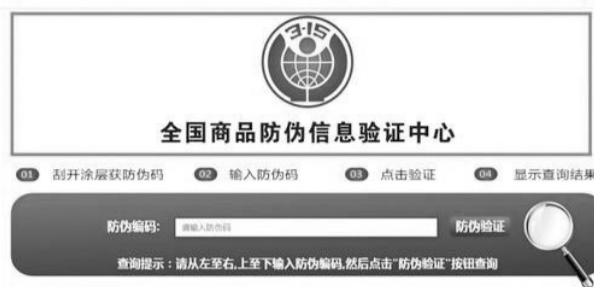 3·15
全国商品防伪信息验证中心
01 刮开涂层获防伪码 02 输入防伪码 03 点击验证 04 显示查询结果
防伪编码: 请输入防伪码 防伪验证
查询提示：请从左至右,上至下输入防伪编码,然后点击"防伪验证"按钮查询